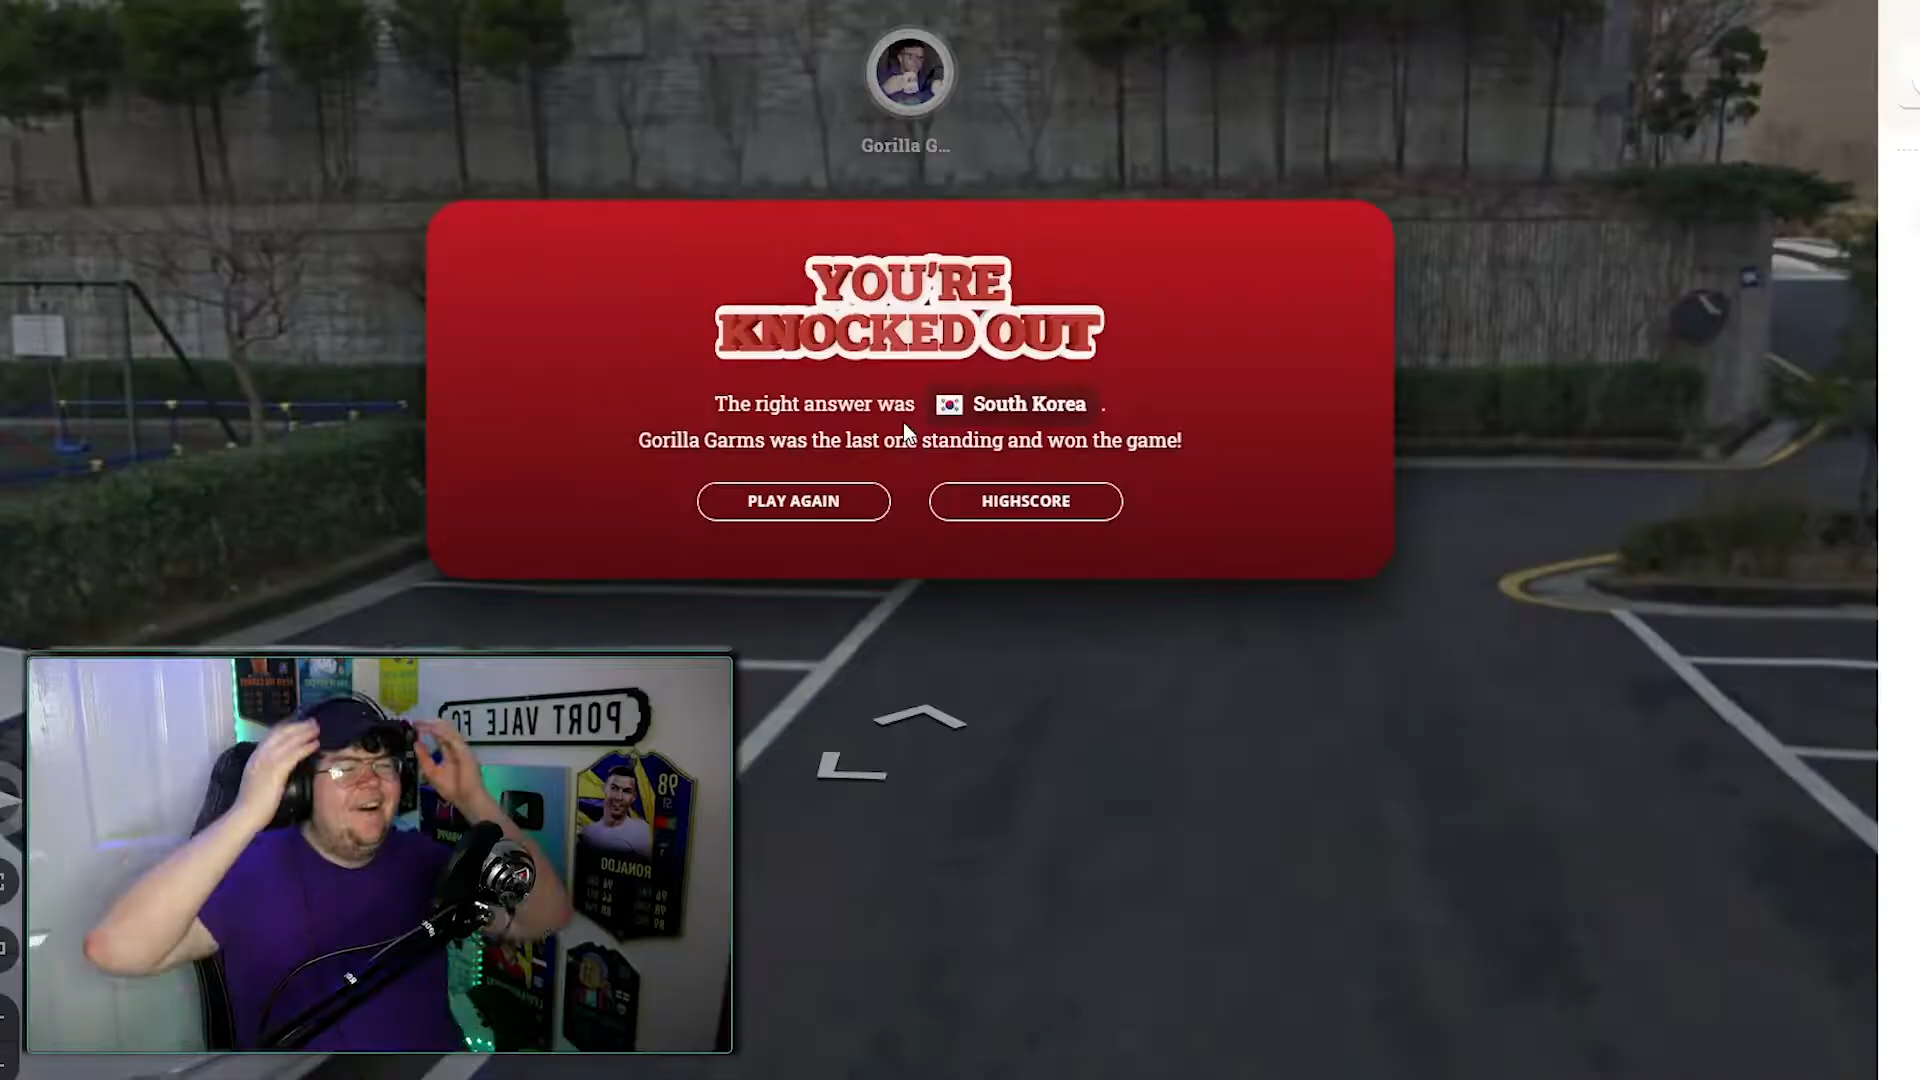 Gorilla G...
YOU'RE
KNOCKED OUT
The right answer was South Korea .
Gorilla Garms was the last one standing and won the game!
PLAY AGAIN
HIGHSCORE
PORT VALE FC
98
RONALDO